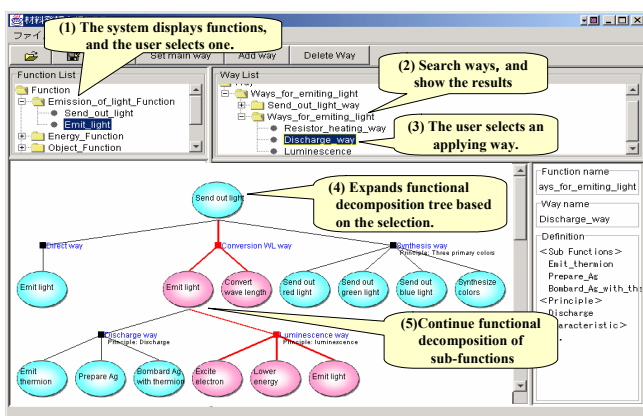 材料
(1) The system displays functions,
and the user selects one.
ファイ
Set main way
Add way
Delete Way
Function List
Function
Emission_of_light_Function
Send_out_light
Emit_light
Energy_Function
Object_Function
Way List
Ways_for_emiting_light
Send_out_light_way
Ways_for_emiting_light
Resistor_heating_way
Discharge_way
Luminescence
(2) Search ways, and
show the results
(3) The user selects an
applying way.
(4) Expands functional
decomposition tree based
on the selection.
(5)Continue functional
decomposition of
sub-functions
Send out light
Direct way
Conversion WL way
Synthesis way
Principle: Three primary colors
Emit light
Emit light
Convert
wave length
Send out
red light
Send out
green light
Send out
blue light
Synthesize
colors
Discharge way
Principle: Discharge
Luminescence way
Principle: luminescence
Emit
thermion
Prepare Ag
Bombard Ag
with thermion
Excite
electron
Lower
energy
Emit light
Function name
ays_for_emiting_light
Way name
Discharge_way
Definition
<Sub Functions>
Emit_thermion
Prepare_Ag
Bombard_Ag_with_the
<Principle>
Discharge
aracteristic>